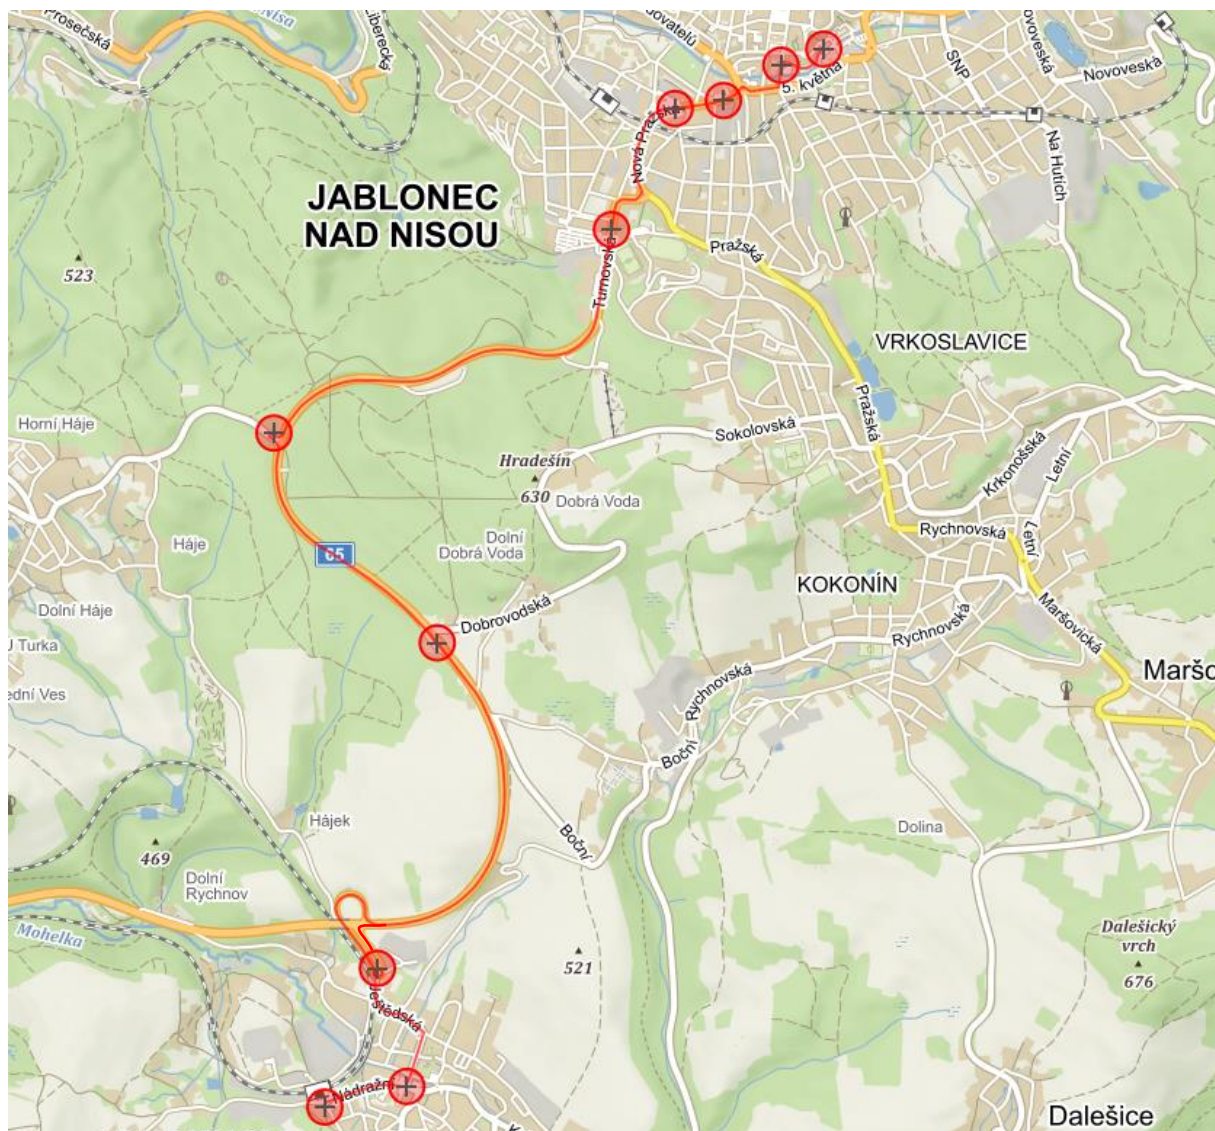 Prosečská
Nisa
Liberecká
dovatelů
5. května
SNP
Novoveská
Novoveská
Na Hutích
Nová Pražská
JABLONEC
NAD NISOU
523
Turnovská
Pražská
VRKOSLAVICE
Pražská
Horní Háje
Sokolovská
Hradešín
630
Dobrá Voda
Krkonošská
Letní
Letní
Háje
65
Dolní
Dobrá Voda
Rychnovská
KOKONÍN
Dolní Háje
Dobrovodská
Rychnovská
Maršovická
U Turka
ední Ves
Rychnovská
Maršo
Boční
Hájek
Boční
Dolina
469
Dolní
Rychnov
Mohelka
521
Dalešický
vrch
676
Ještědská
Nádražní
K
Dalešice